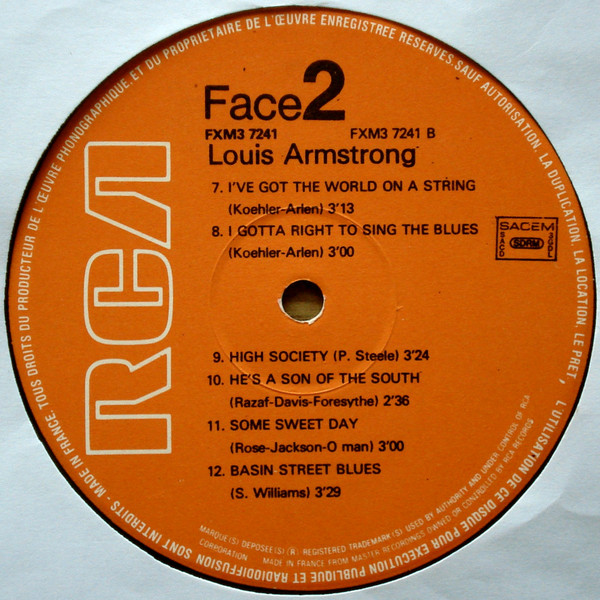 MADE IN FRANCE. TOUS DROITS DU PRODUCTEUR DE L'ŒUVRE PHONOGRAPHIQUE.ET DU PROPRIETAIRE DE L'ŒUVRE ENREGISTREE RESERVES.SAUF AUTORISATION. LA DUPLICATION. LA LOCATION. LE PRET, L'UTILISATION DE CE DISQUE POUR EXECUTION PUBLIQUE ET RADIODIFFUSION SONT INTERDITS
RCA
Face 2
FXM3 7241 FXM3 7241 B
Louis Armstrong
7. I'VE GOT THE WORLD ON A STRING
(Koehler-Arlen) 3'13
8. I GOTTA RIGHT TO SING THE BLUES
(Koehler-Arlen) 3'00
SACEM
SACD
SDRM
SGDL
9. HIGH SOCIETY (P. Steele) 3'24
10. HE'S A SON OF THE SOUTH
(Razaf-Davis-Foresythe) 2'36
11. SOME SWEET DAY
(Rose-Jackson-O man) 3'00
12. BASIN STREET BLUES
(S. Williams) 3'29
MARQUE(S) DEPOSEE(S) (R) REGISTERED TRADEMARK(S) USED BY AUTHORITY AND UNDER CONTROL OF RCA
CORPORATION MADE IN FRANCE FROM MASTER RECORDINGS OWNED OR CONTROLLED BY RCA RECORDS